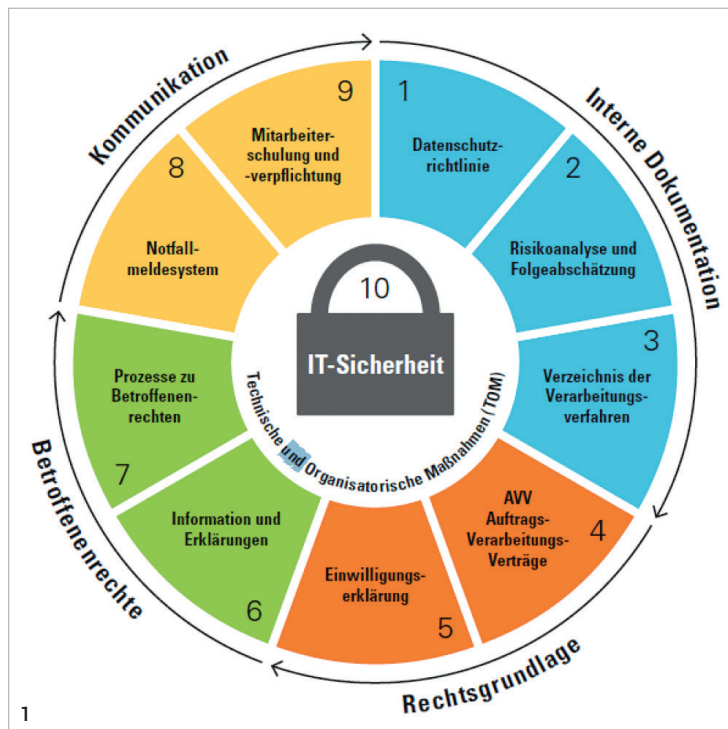 Kommunikation
Interne Dokumentation
Rechtsgrundlage
Betroffenenrechte
1
Datenschutz-
richtlinie
2
Risikoanalyse und
Folgeabschätzung
3
Verzeichnis der
Verarbeitungs-
verfahren
4
AVV
Auftrags-
Verarbeitungs-
Verträge
5
Einwilligungs-
erklärung
6
Information und
Erklärungen
7
Prozesse zu
Betroffenen-
rechten
8
Notfall-
meldesystem
9
Mitarbeiter-
schulung und
-verpflichtung
10
IT-Sicherheit
Technische und Organisatorische Maßnahmen (TOM)
1